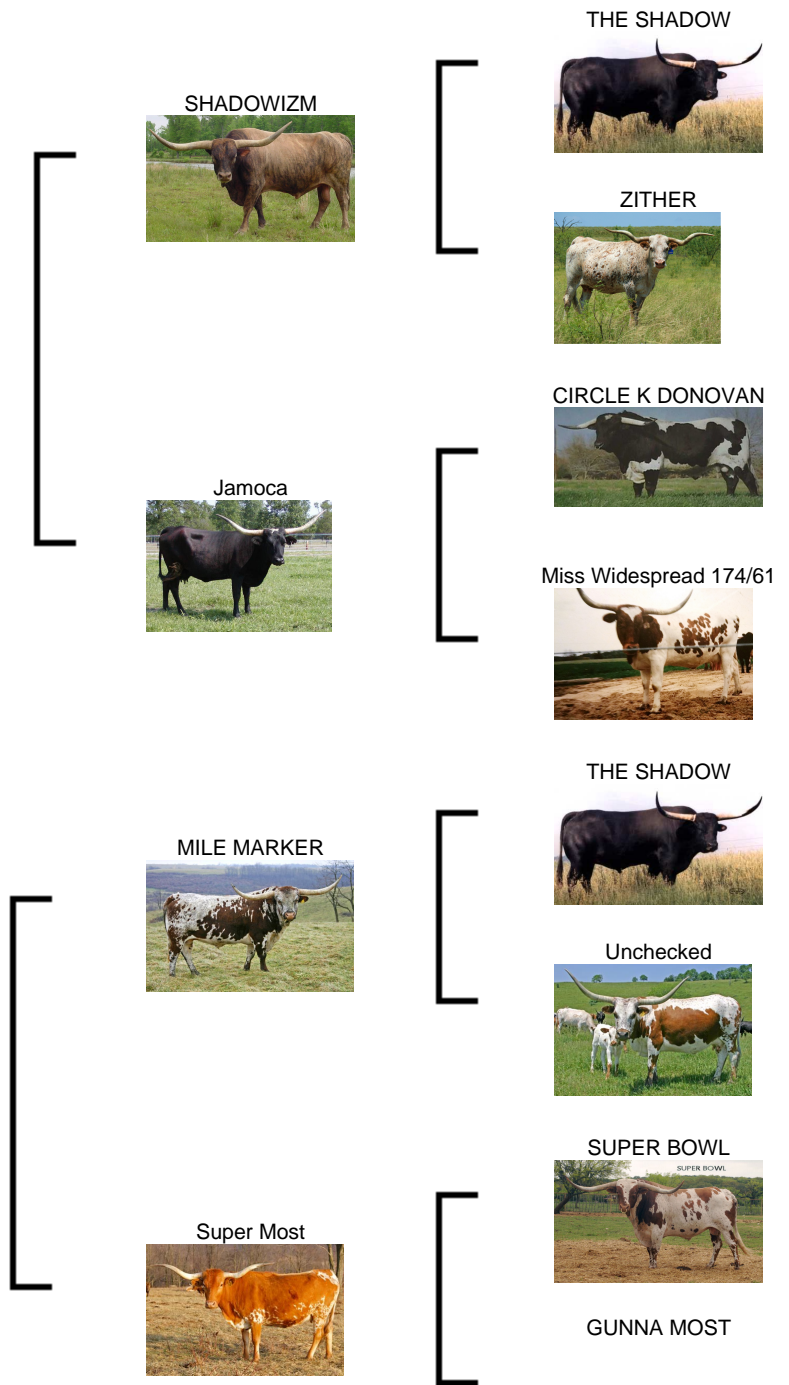 THE SHADOW
SHADOWIZM
ZITHER
CIRCLE K DONOVAN
Jamoca
Miss Widespread 174/61
THE SHADOW
MILE MARKER
Unchecked
SUPER BOWL
SUPER BOWL
Super Most
GUNNA MOST